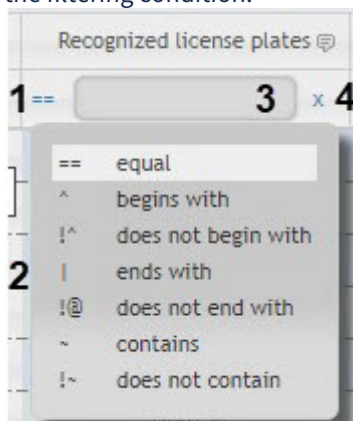 the filtering condition.
Recognized license plates
1 == 3 x 4
== equal
^ begins with
!^ does not begin with
2 | ends with
!@ does not end with
~ contains
!~ does not contain